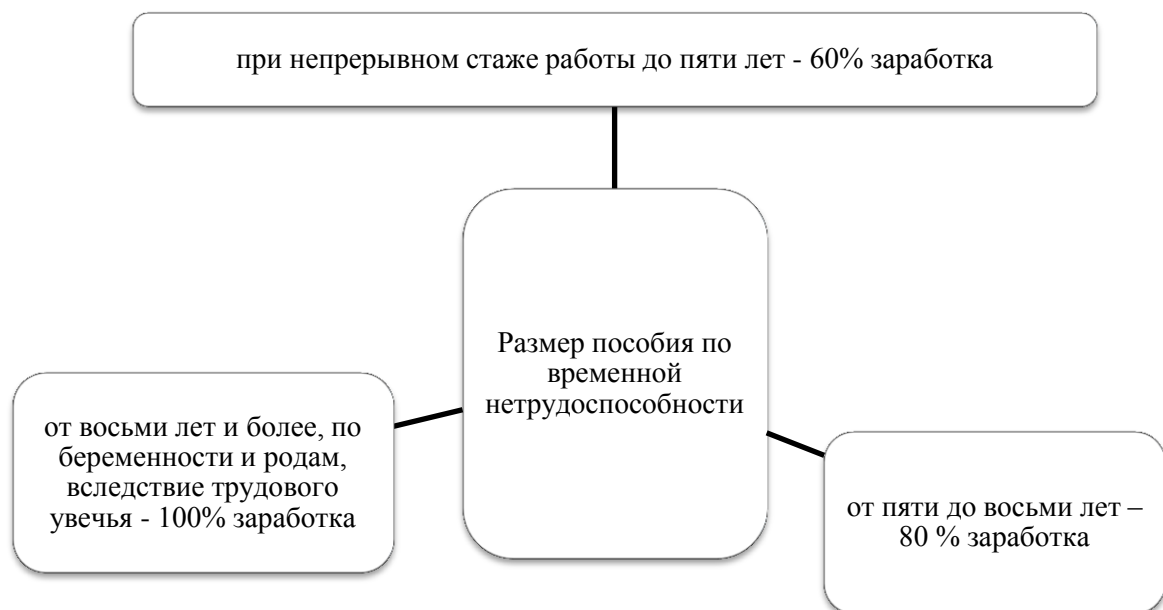 при непрерывном стаже работы до пяти лет - 60% заработка
Размер пособия по
временной
нетрудоспособности
от восьми лет и более, по
беременности и родам,
вследствие трудового
увечья - 100% заработка
от пяти до восьми лет –
80 % заработка